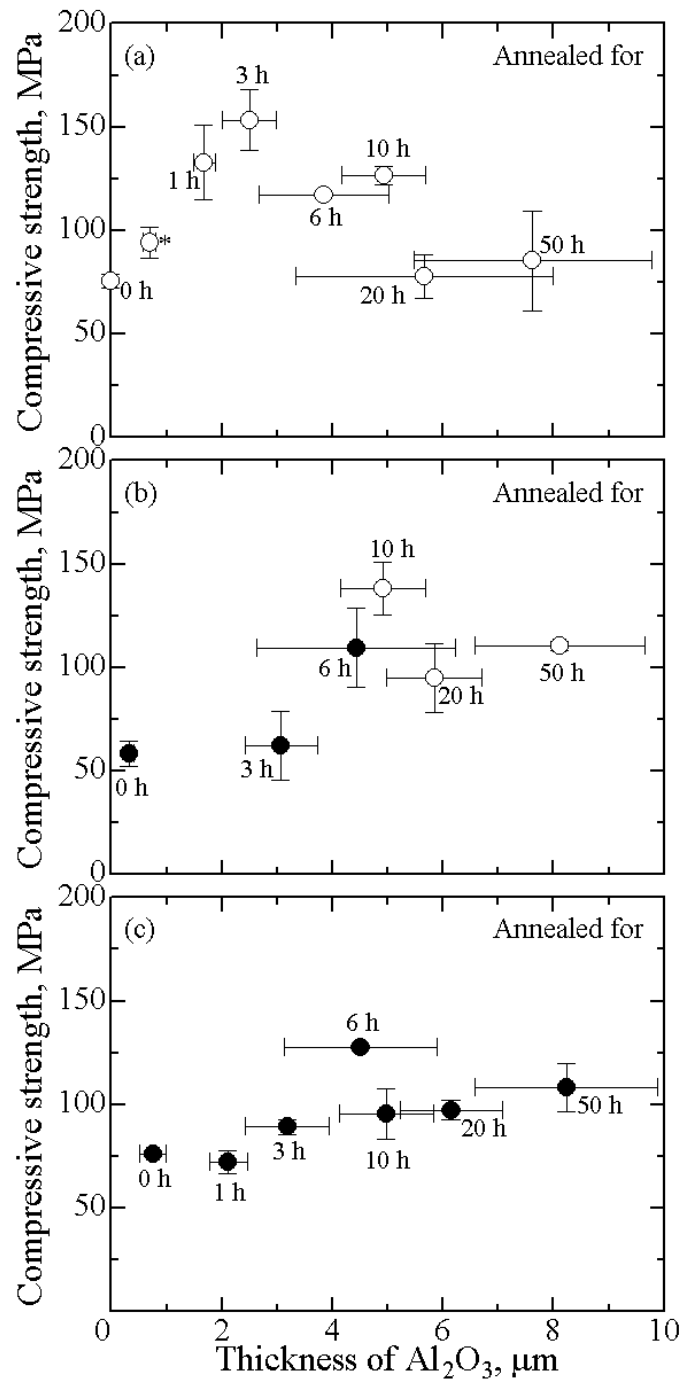 200
(a)
Annealed for
3 h
150
10 h
1 h
6 h
100
*
50 h
0 h
20 h
50
0
Compressive strength, MPa
200
(b)
Annealed for
10 h
150
6 h
100
50 h
20 h
3 h
50
0 h
0
Compressive strength, MPa
200
(c)
Annealed for
150
6 h
100
50 h
3 h
20 h
10 h
0 h
1 h
50
Compressive strength, MPa
0 2 4 6 8 10
Thickness of Al₂O₃, μm